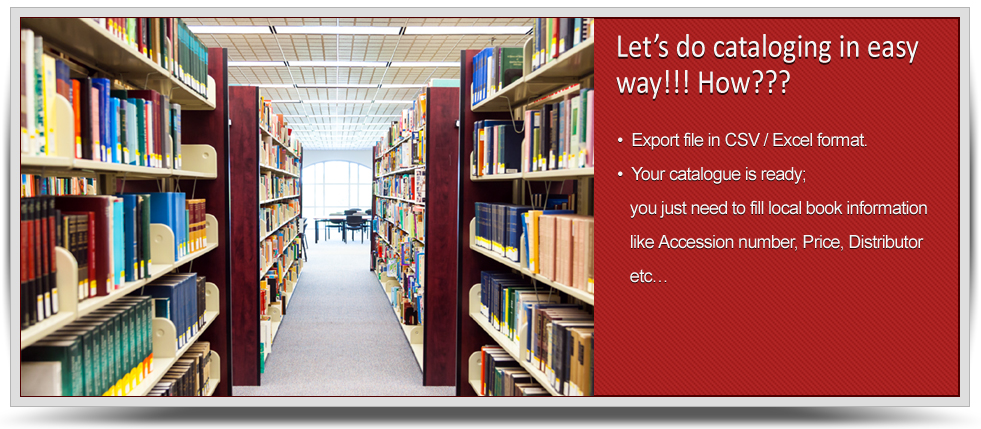 Let's do cataloging in easy
way!!! How???
• Export file in CSV / Excel format.
• Your catalogue is ready;
you just need to fill local book information
like Accession number, Price, Distributor
etc…